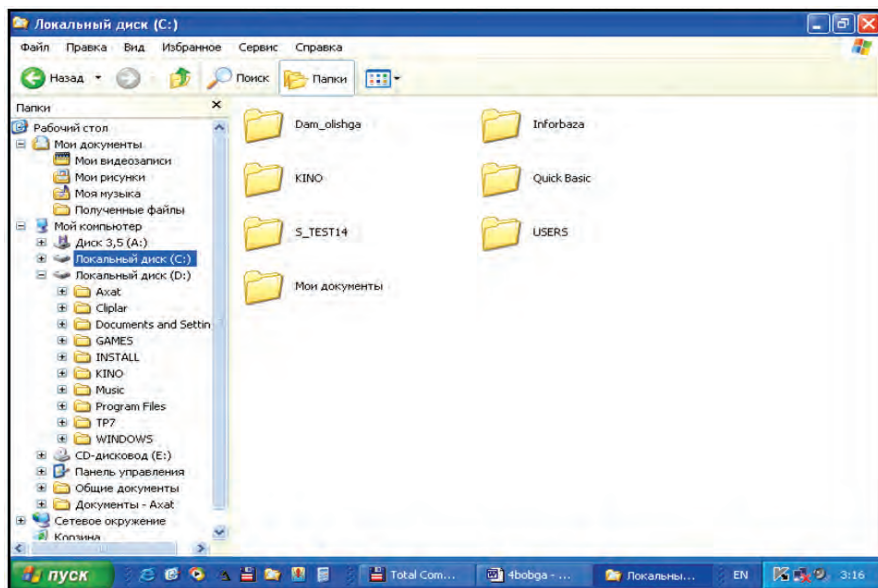 Локальный диск (C:)
Файл Правка Вид Избранное Сервис Справка
Назад Поиск Папки
Папки
Рабочий стол
Мои документы
Мои видеозаписи
Мои рисунки
Моя музыка
Полученные файлы
Мой компьютер
Диск 3,5 (A:)
Локальный диск (C:)
Локальный диск (D:)
Axat
Cliplar
Documents and Settin
GAMES
INSTALL
KINO
Music
Program Files
TP7
WINDOWS
CD-дисковод (E:)
Панель управления
Общие документы
Документы - Axat
Сетевое окружение
Корзина
Dam_olishga Inforbaza
KINO Quick Basic
S_TEST14 USERS
Мои документы
пуск Total Com... 4bobga - ... Локальны... EN 3:16